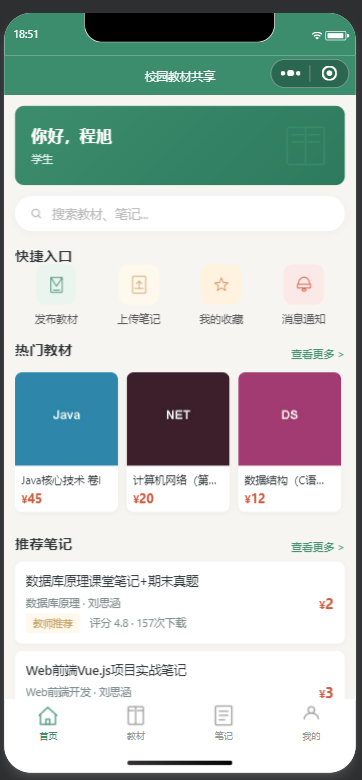 18:51
校园教材共享
你好，程旭
学生
搜索教材、笔记...
快捷入口
发布教材
上传笔记
我的收藏
消息通知
热门教材
查看更多 >
Java
NET
DS
Java核心技术 卷I
计算机网络（第...
数据结构（C语...
¥45
¥20
¥12
推荐笔记
查看更多 >
数据库原理课堂笔记+期末真题
数据库原理 · 刘思涵
¥2
教师推荐
评分 4.8 · 157次下载
Web前端Vue.js项目实战笔记
Web前端开发 · 刘思涵
¥3
首页
教材
笔记
我的